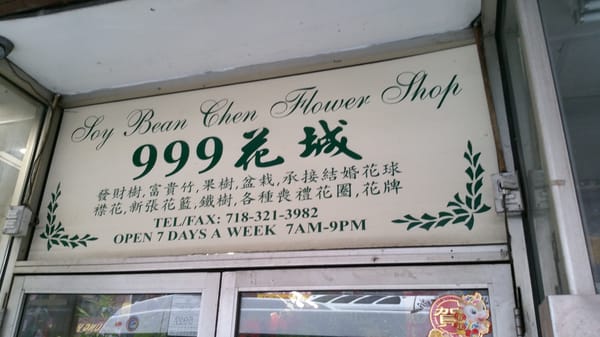 Soy Bean Chen Flower Shop
999花城
發財樹,富貴竹,果樹,盆栽,承接結婚花球
襟花,新張花籃,鐵樹,各種喪禮花圈,花牌
TEL/FAX: 718-321-3982
OPEN 7 DAYS A WEEK 7AM-9PM
賀